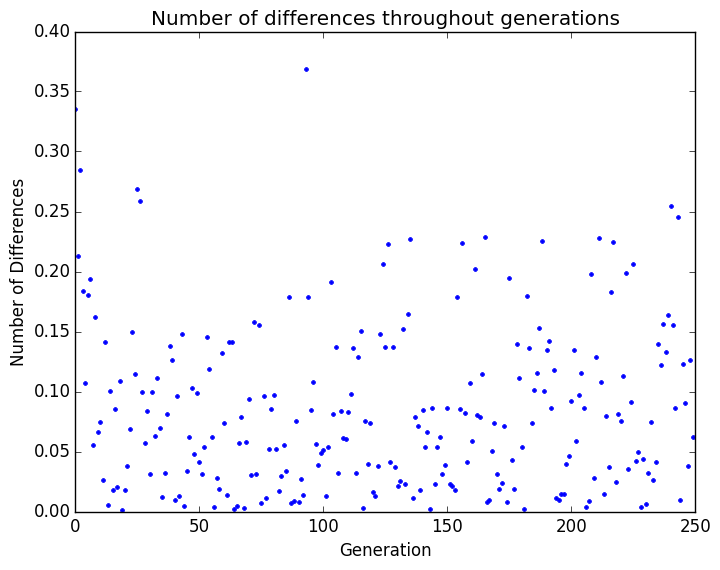 Number of differences throughout generations
0.40
0.35
0.30
0.25
0.20
0.15
0.10
0.05
0.00
Number of Differences
0 50 100 150 200 250
Generation